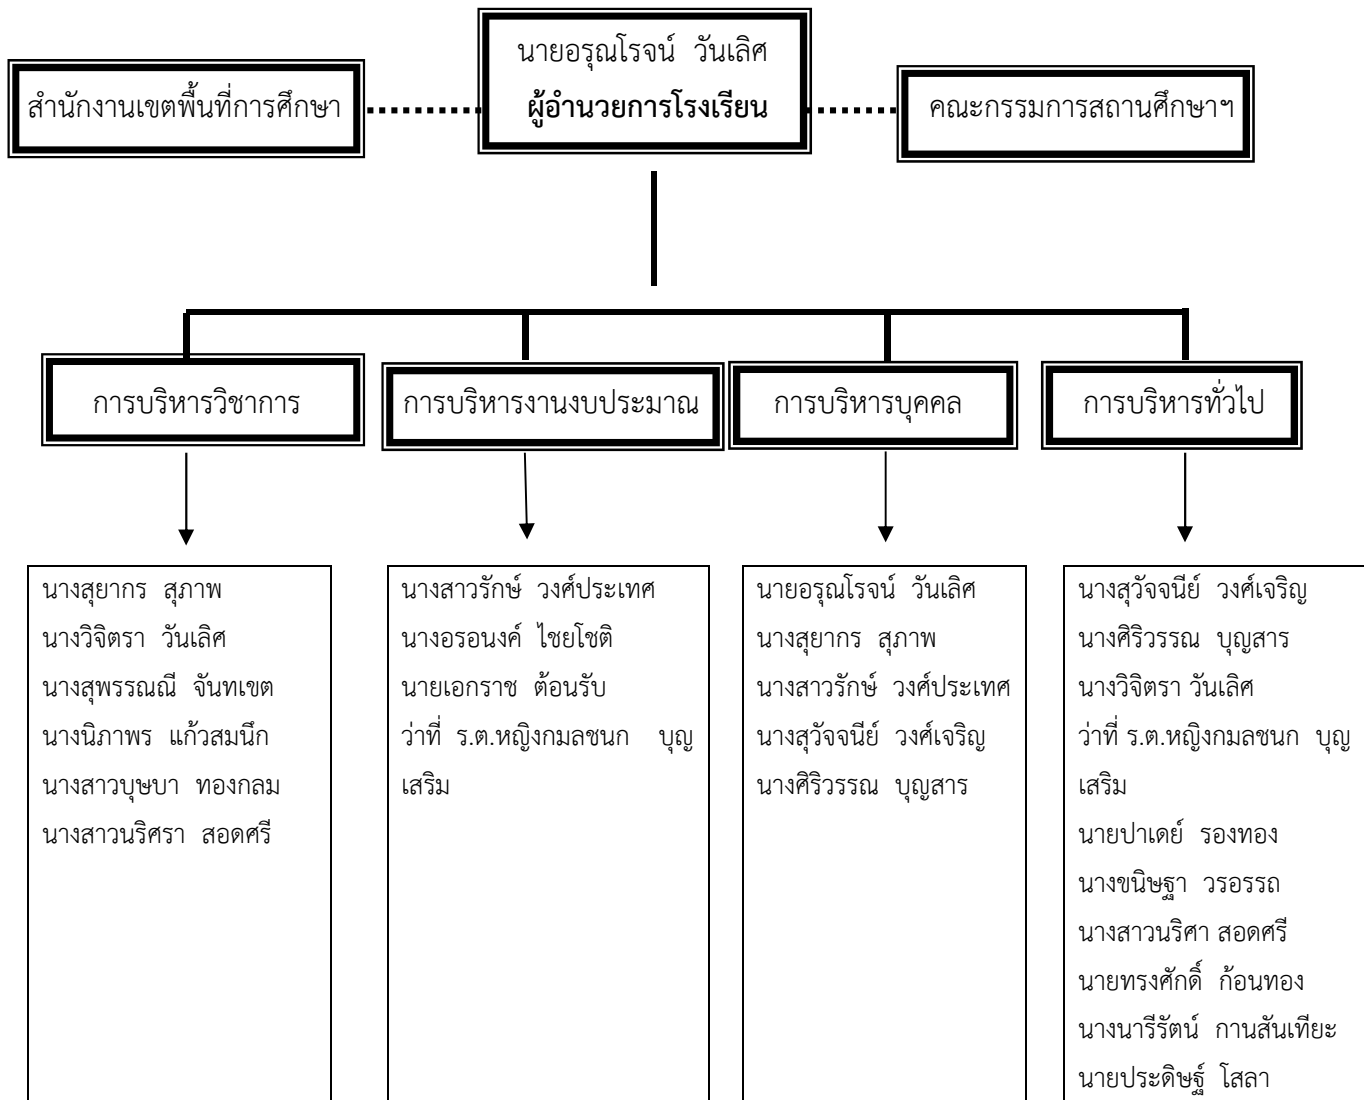 นายอรุณโรจน์ วันเลิศ
ผู้อำนวยการโรงเรียน
สำนักงานเขตพื้นที่การศึกษา
คณะกรรมการสถานศึกษาฯ
การบริหารวิชาการ
การบริหารงานงบประมาณ
การบริหารบุคคล
การบริหารทั่วไป
นางสุยากร สุภาพ
นางวิจิตรา วันเลิศ
นางสุพรรณณี จันทเขต
นางนิภาพร แก้วสมนึก
นางสาวบุษบา ทองกลม
นางสาวนริศรา สอดศรี
นางสาวรักษ์ วงศ์ประเทศ
นางอรอนงค์ ไชยโชติ
นายเอกราช ต้อนรับ
ว่าที่ ร.ต.หญิงกมลชนก บุญ
เสริม
นายอรุณโรจน์ วันเลิศ
นางสุยากร สุภาพ
นางสาวรักษ์ วงศ์ประเทศ
นางสุวัจจนีย์ วงศ์เจริญ
นางศิริวรรณ บุญสาร
นางสุวัจจนีย์ วงศ์เจริญ
นางศิริวรรณ บุญสาร
นางวิจิตรา วันเลิศ
ว่าที่ ร.ต.หญิงกมลชนก บุญ
เสริม
นายปาเดย์ รองทอง
นางขนิษฐา วรอรรถ
นางสาวนริศา สอดศรี
นายทรงศักดิ์ ก้อนทอง
นางนารีรัตน์ กานสันเทียะ
นายประดิษฐ์ โสลา